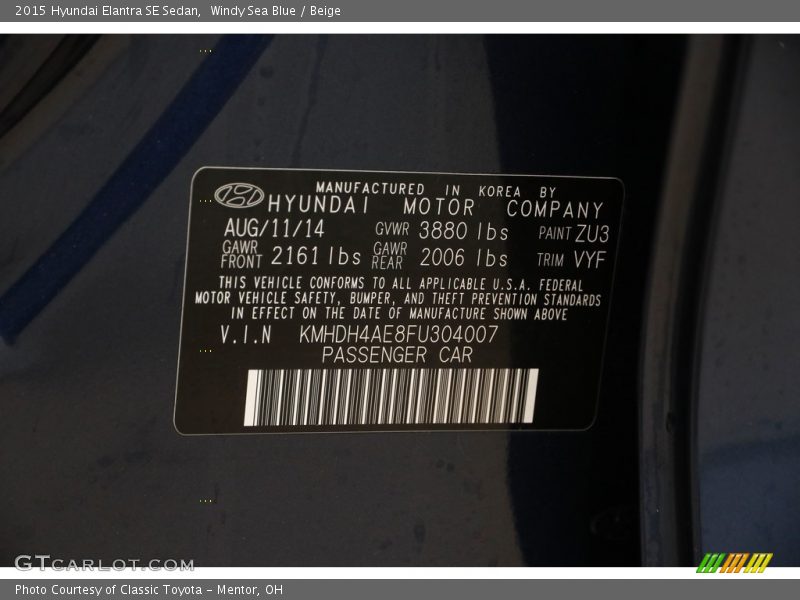 2015 Hyundai Elantra SE Sedan,  Windy Sea Blue / Beige
MANUFACTURED IN KOREA BY
HYUNDAI MOTOR COMPANY
AUG/11/14 GVWR 3880 lbs PAINT ZU3
GAWR FRONT 2161 lbs GAWR REAR 2006 lbs TRIM VYF
THIS VEHICLE CONFORMS TO ALL APPLICABLE U.S.A. FEDERAL
MOTOR VEHICLE SAFETY, BUMPER, AND THEFT PREVENTION STANDARDS
IN EFFECT ON THE DATE OF MANUFACTURE SHOWN ABOVE
V.I.N KMHDH4AE8FU304007
PASSENGER CAR
GTCARLOT.COM
Photo Courtesy of Classic Toyota - Mentor, OH